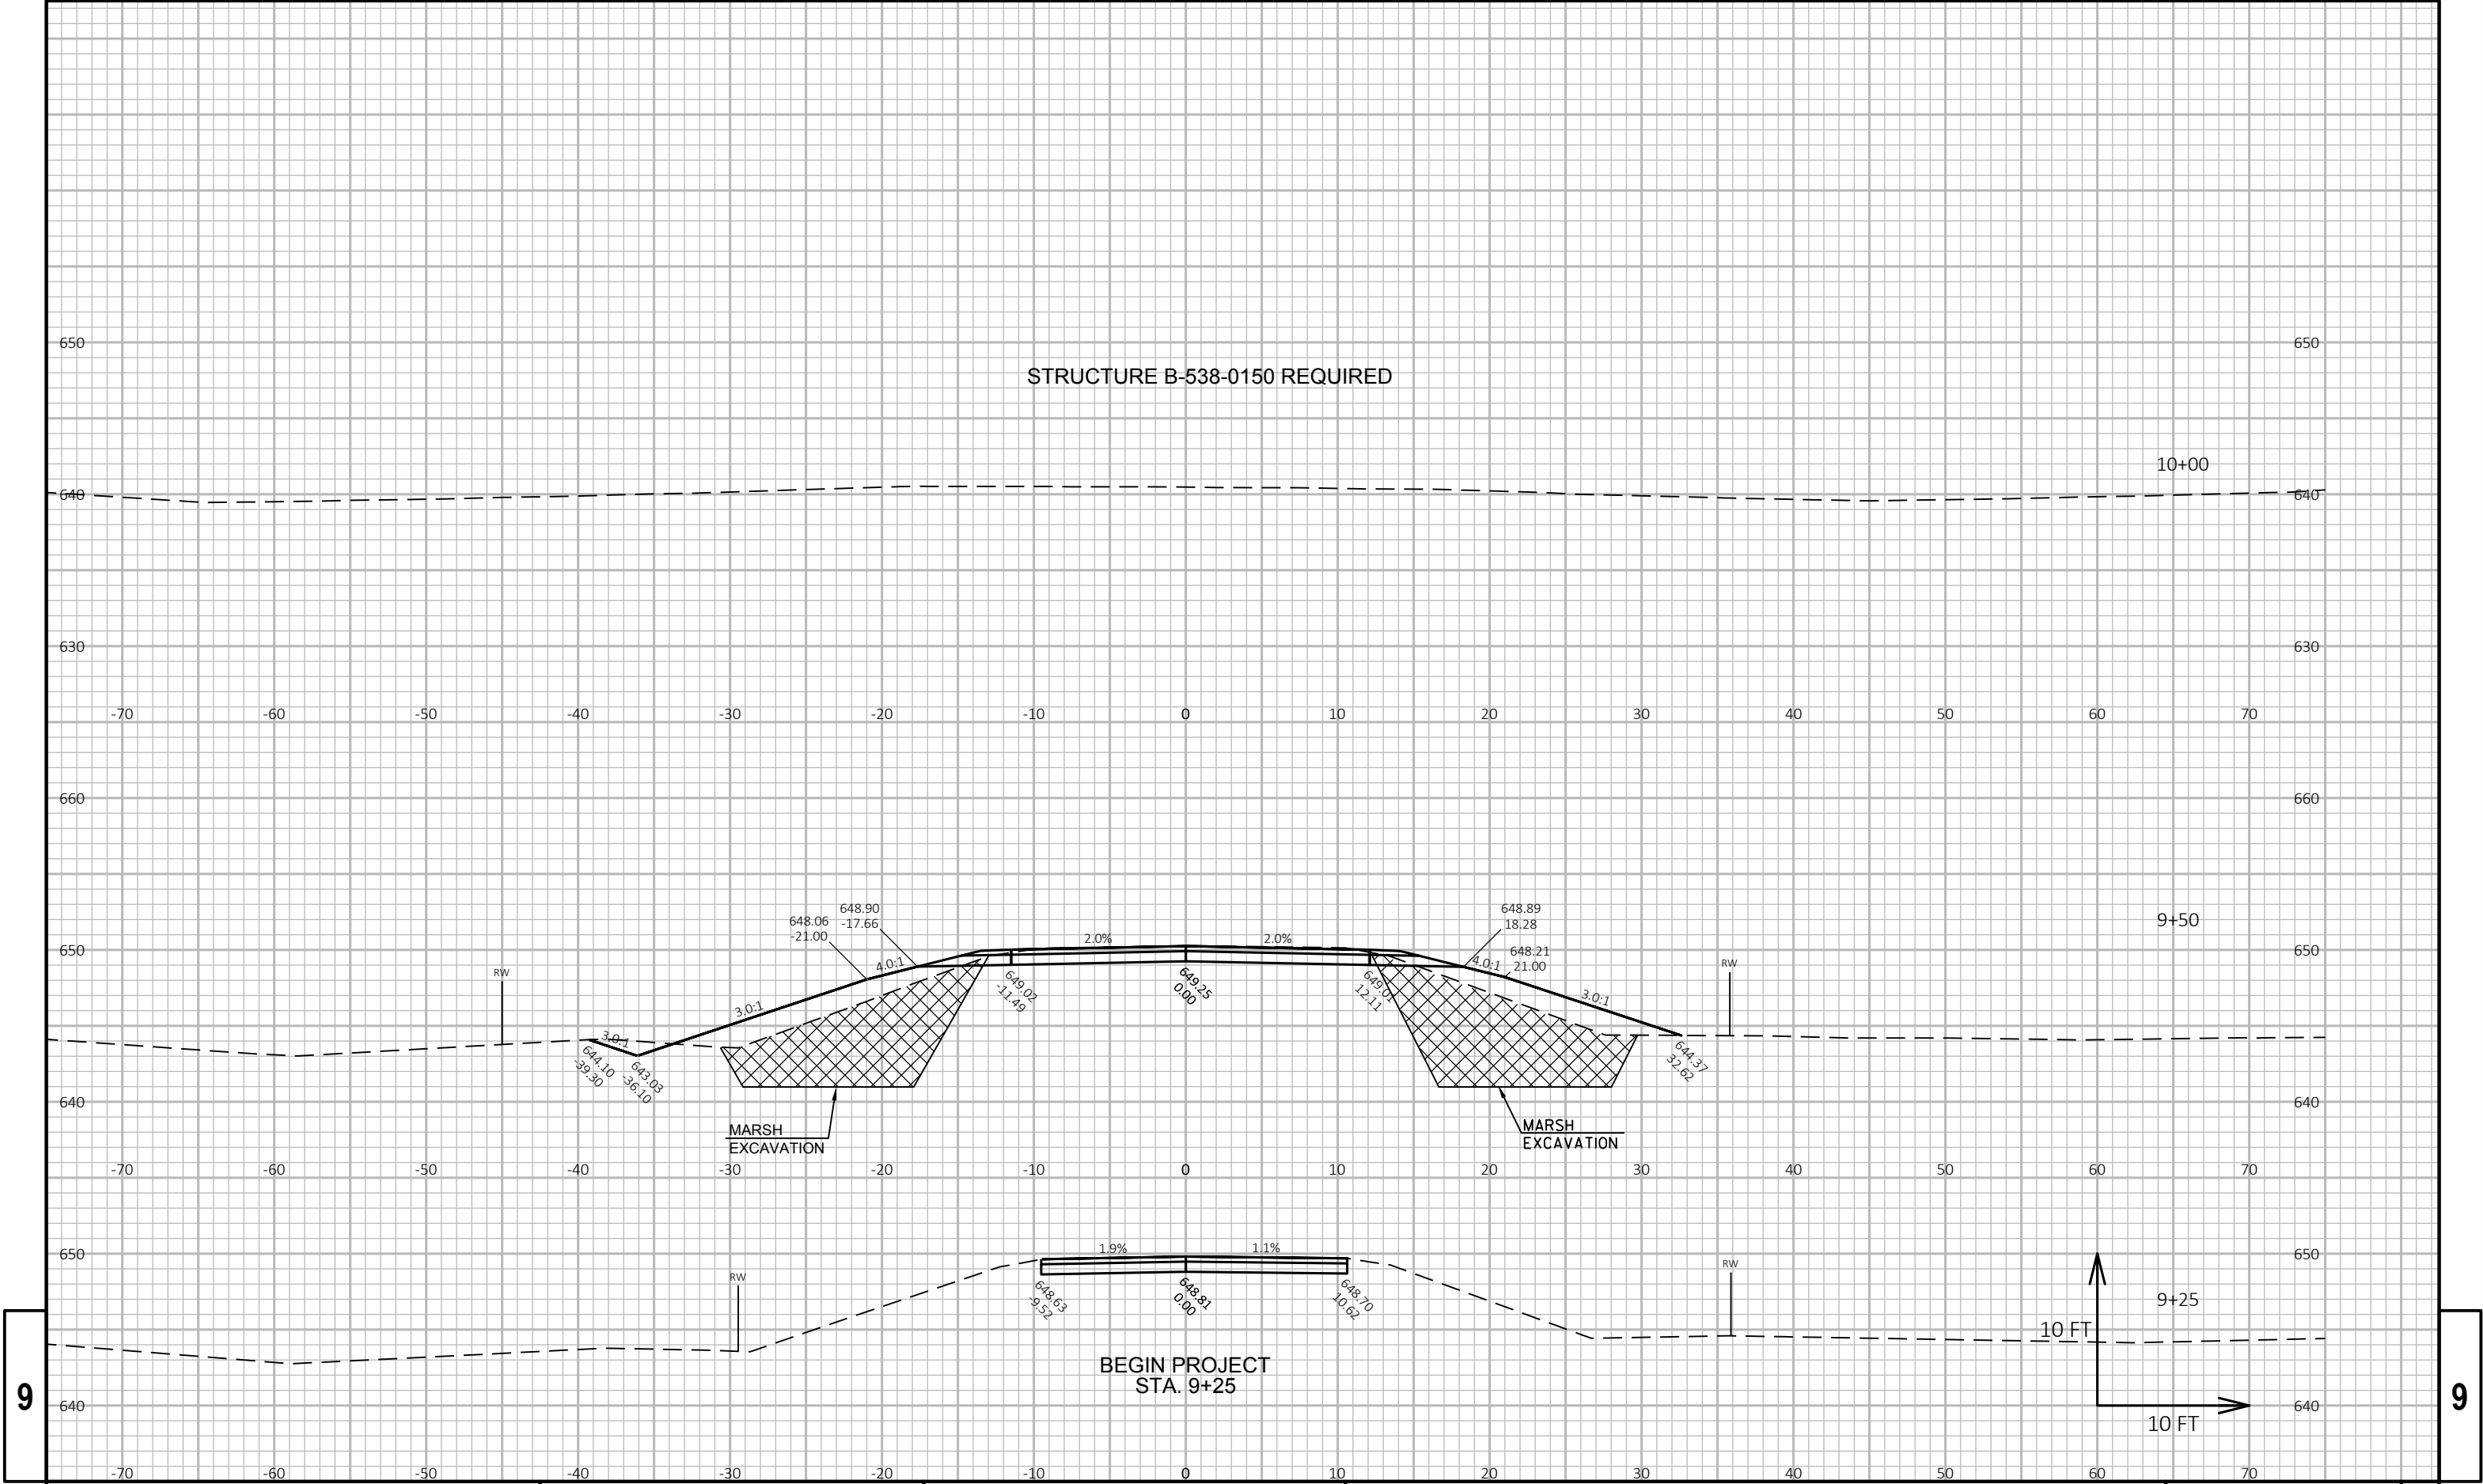 650 650
STRUCTURE B-538-0150 REQUIRED
10+00
640 640
630 630
-70 -60 -50 -40 -30 -20 -10 0 10 20 30 40 50 60 70
660 660
648.90
-17.66
648.06
-21.00
648.89
18.28
9+50
650 650
2.0% 2.0%
648.21
21.00
RW
4.0:1
4.0:1
RW
649.02
-11.49
649.25
0.00
649.01
12.11
3.0:1
3.0:1
3.0:1
644.10
-39.30
643.03
-36.10
644.37
32.62
640 640
MARSH
EXCAVATION
MARSH
EXCAVATION
-70 -60 -50 -40 -30 -20 -10 0 10 20 30 40 50 60 70
650 650
1.9% 1.1%
RW
RW
648.63
-9.52
648.81
0.00
648.70
10.62
9+25
10 FT
BEGIN PROJECT
STA. 9+25
9 9
640 640
10 FT
-70 -60 -50 -40 -30 -20 -10 0 10 20 30 40 50 60 70